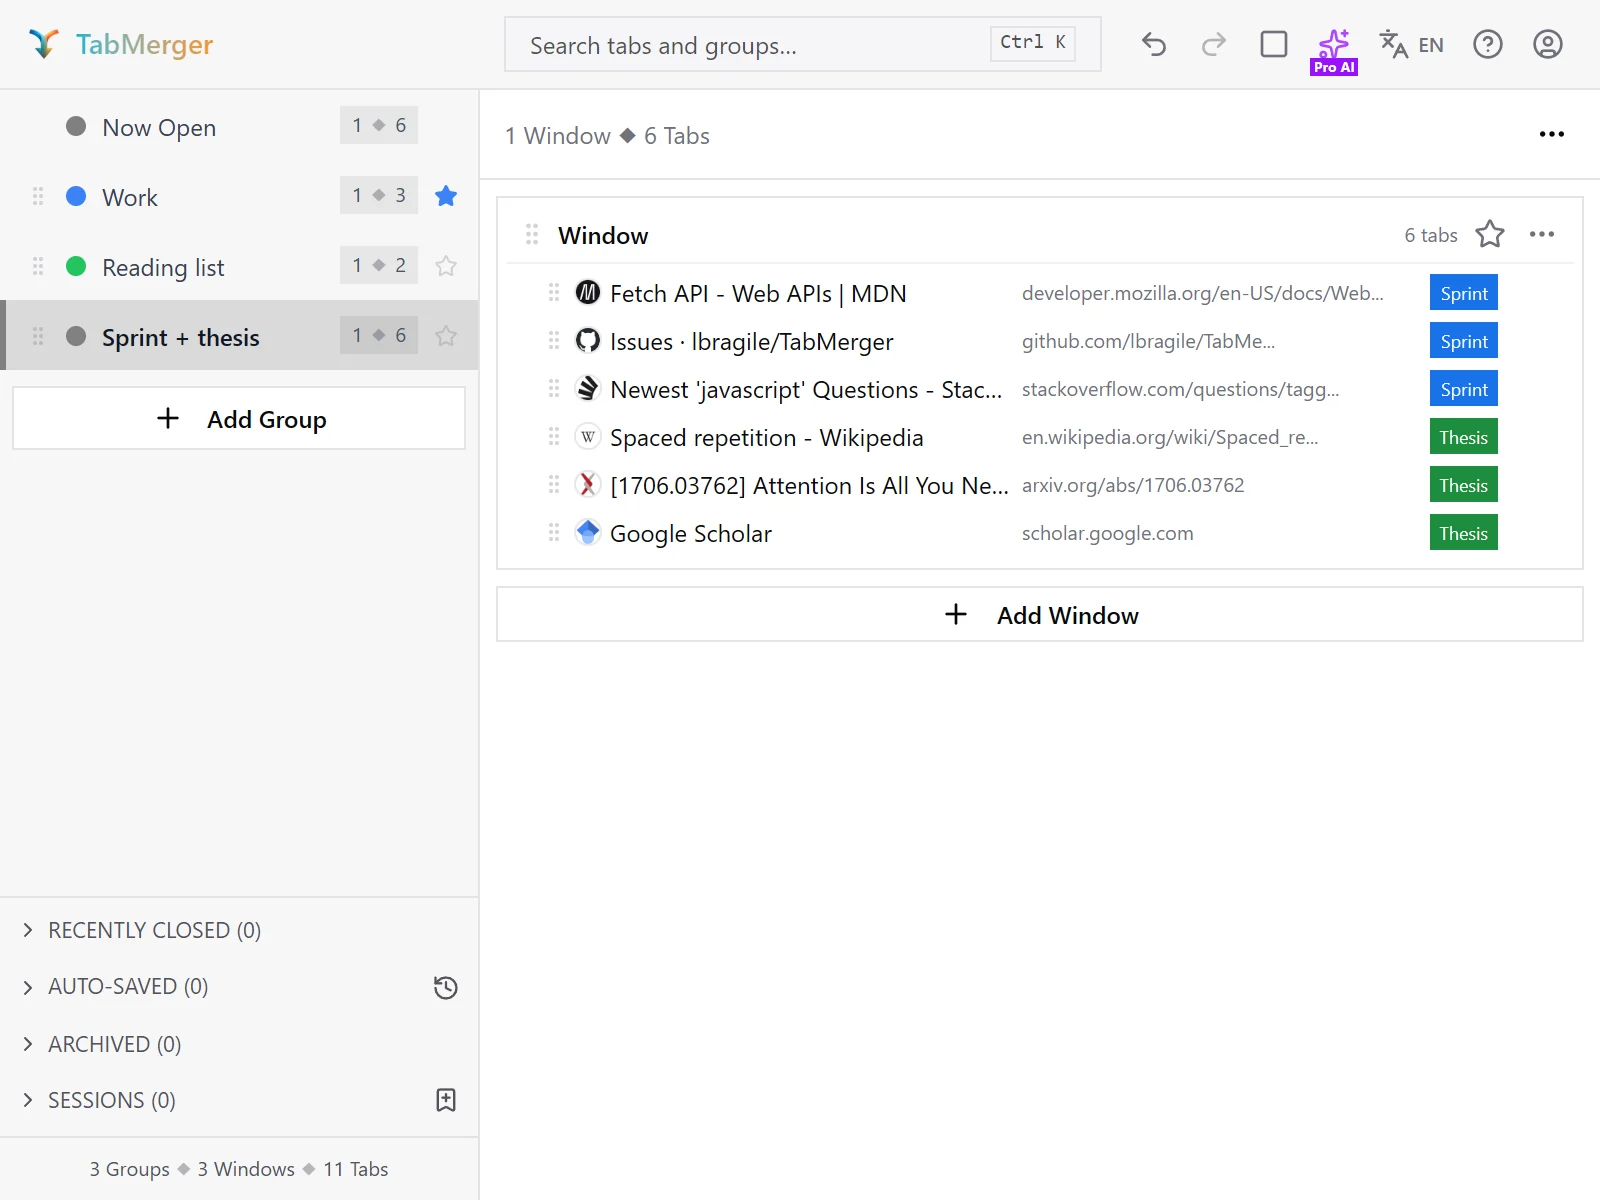 TabMerger
Search tabs and groups...
Ctrl K
Pro AI
EN
Now Open
1 ◆ 6
Work
1 ◆ 3
Reading list
1 ◆ 2
Sprint + thesis
1 ◆ 6
Add Group
RECENTLY CLOSED (0)
AUTO-SAVED (0)
ARCHIVED (0)
SESSIONS (0)
3 Groups ◆ 3 Windows ◆ 11 Tabs
1 Window ◆ 6 Tabs
Window
6 tabs
Fetch API - Web APIs | MDN developer.mozilla.org/en-US/docs/Web... Sprint
Issues · lbragile/TabMerger github.com/lbragile/TabMe... Sprint
Newest 'javascript' Questions - Stac... stackoverflow.com/questions/tagg... Sprint
Spaced repetition - Wikipedia en.wikipedia.org/wiki/Spaced_re... Thesis
[1706.03762] Attention Is All You Ne... arxiv.org/abs/1706.03762 Thesis
Google Scholar scholar.google.com Thesis
Add Window